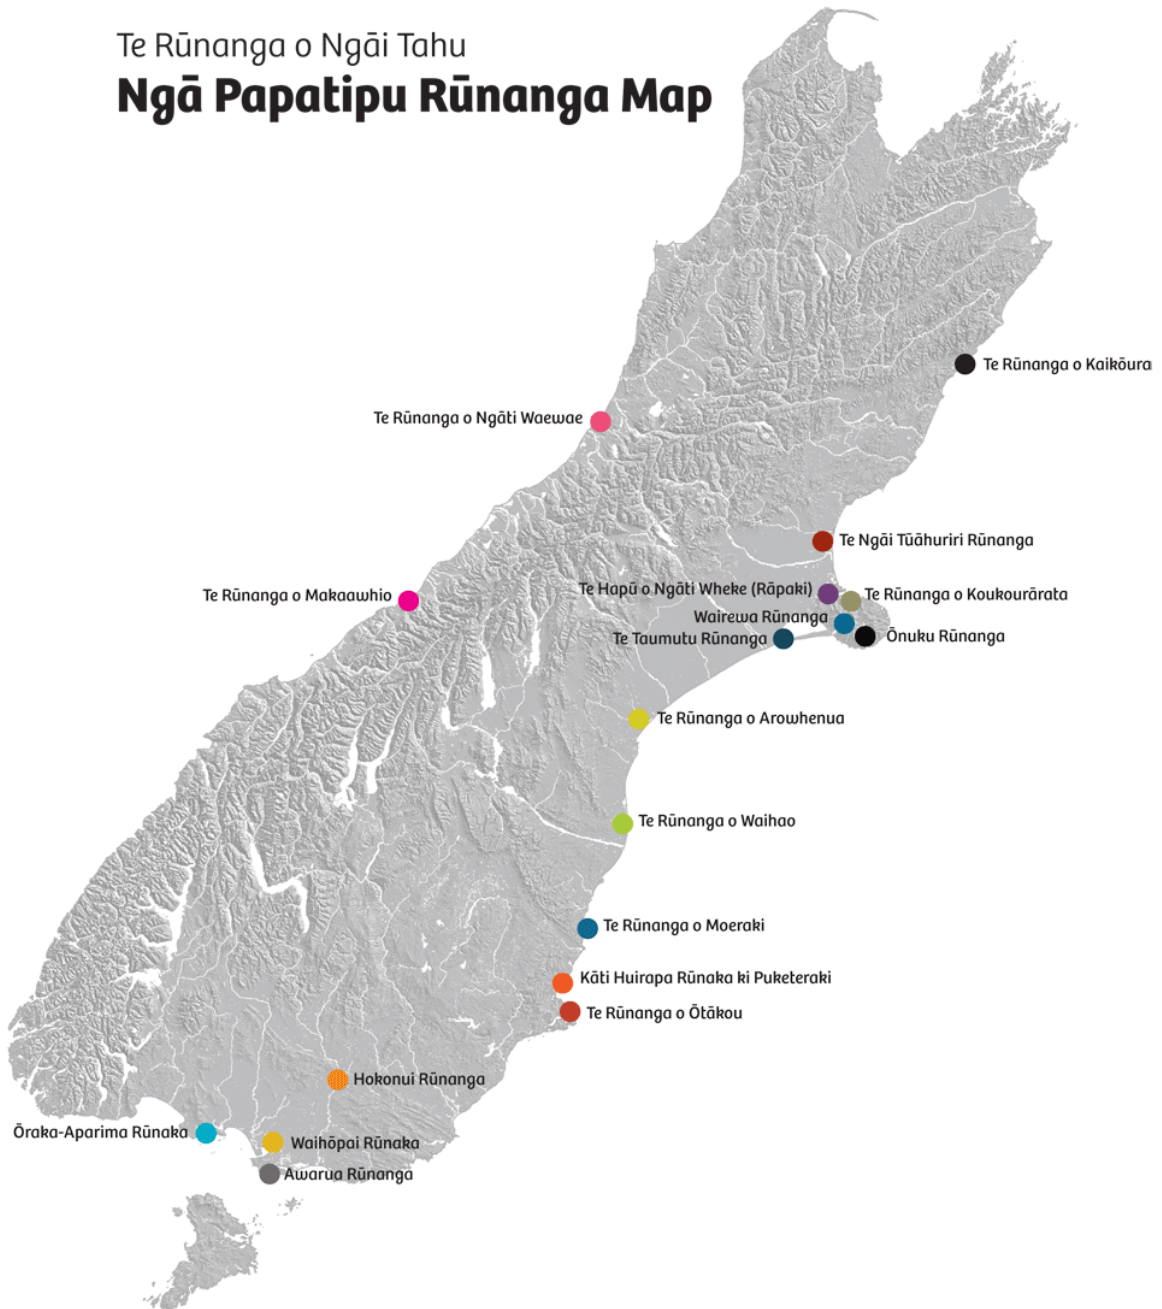 Te Rūnanga o Ngāi Tahu
Ngā Papatipu Rūnanga Map
Te Rūnanga o Kaikōura
Te Rūnanga o Ngāti Waewae
Te Ngāi Tūāhuriri Rūnanga
Te Hapū o Ngāti Wheke (Rāpaki)
Te Rūnanga o Koukourārata
Te Rūnanga o Makaawhio
Wairewa Rūnanga
Te Taumutu Rūnanga
Ōnuku Rūnanga
Te Rūnanga o Arowhenua
Te Rūnanga o Waihao
Te Rūnanga o Moeraki
Kāti Huirapa Rūnaka ki Puketeraki
Te Rūnanga o Ōtākou
Hokonui Rūnanga
Ōraka-Aparima Rūnaka
Waihōpai Rūnaka
Awarua Rūnanga